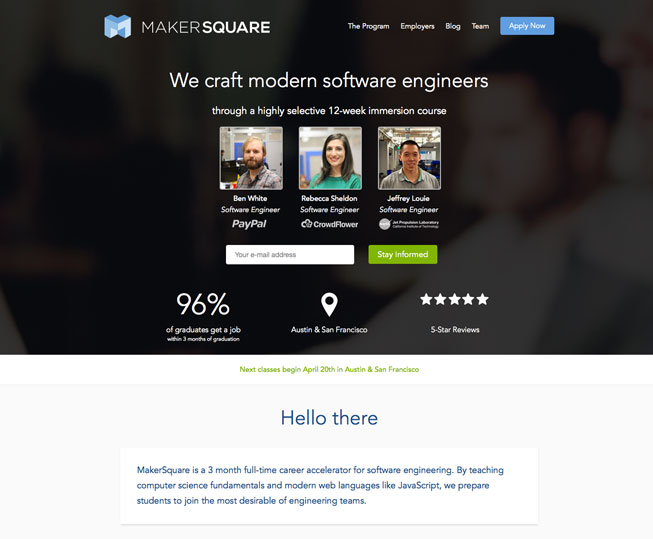 MAKERSQUARE
The Program Employers Blog Team Apply Now
We craft modern software engineers
through a highly selective 12-week immersion course
Ben White Rebecca Sheldon Jeffrey Louie
Software Engineer Software Engineer Software Engineer
PayPal CrowdFlower Jet Propulsion Laboratory
California Institute of Technology
Your e-mail address Stay informed
96%
of graduates get a job Austin & San Francisco 5-Star Reviews
within 3 months of graduation
Next classes begin April 20th in Austin & San Francisco
Hello there
MakerSquare is a 3 month full-time career accelerator for software engineering. By teaching
computer science fundamentals and modern web languages like JavaScript, we prepare
students to join the most desirable of engineering teams.